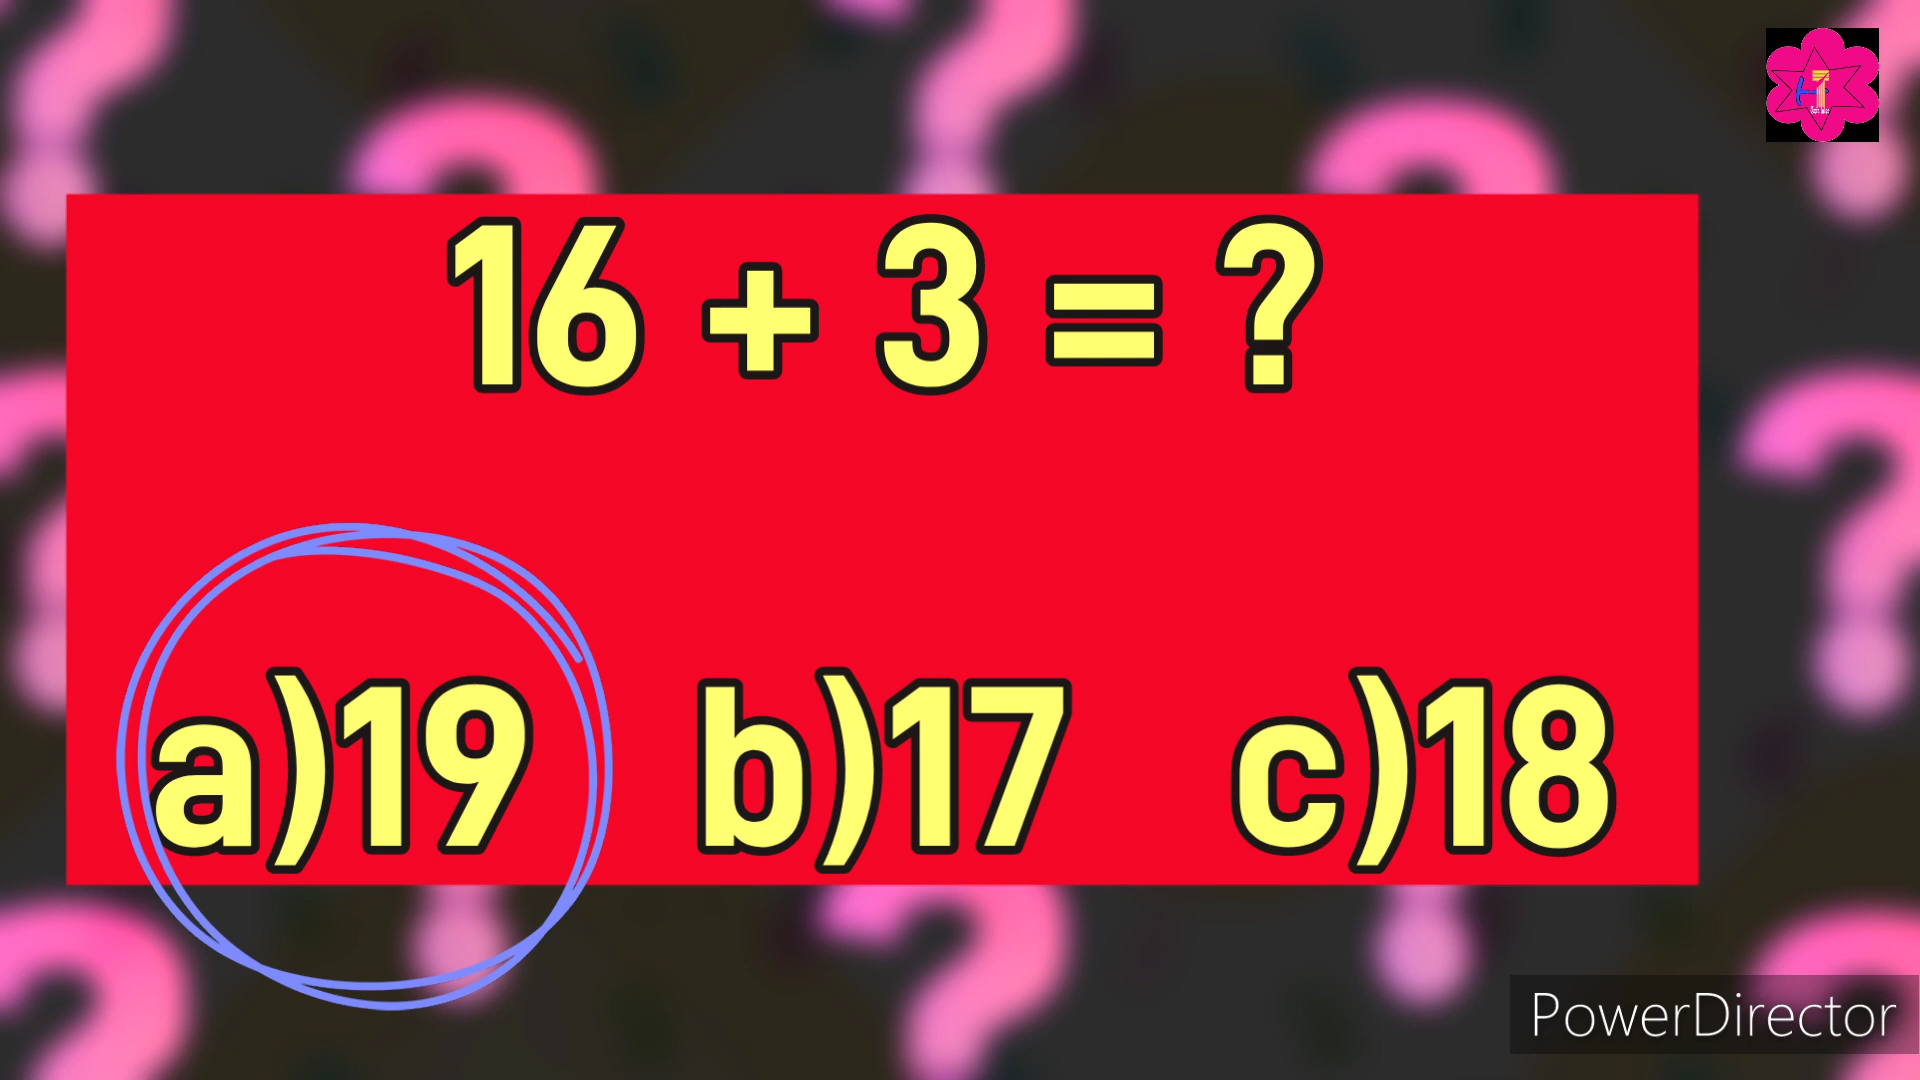 16 + 3 = ?
a)19 b)17 c)18
PowerDirector